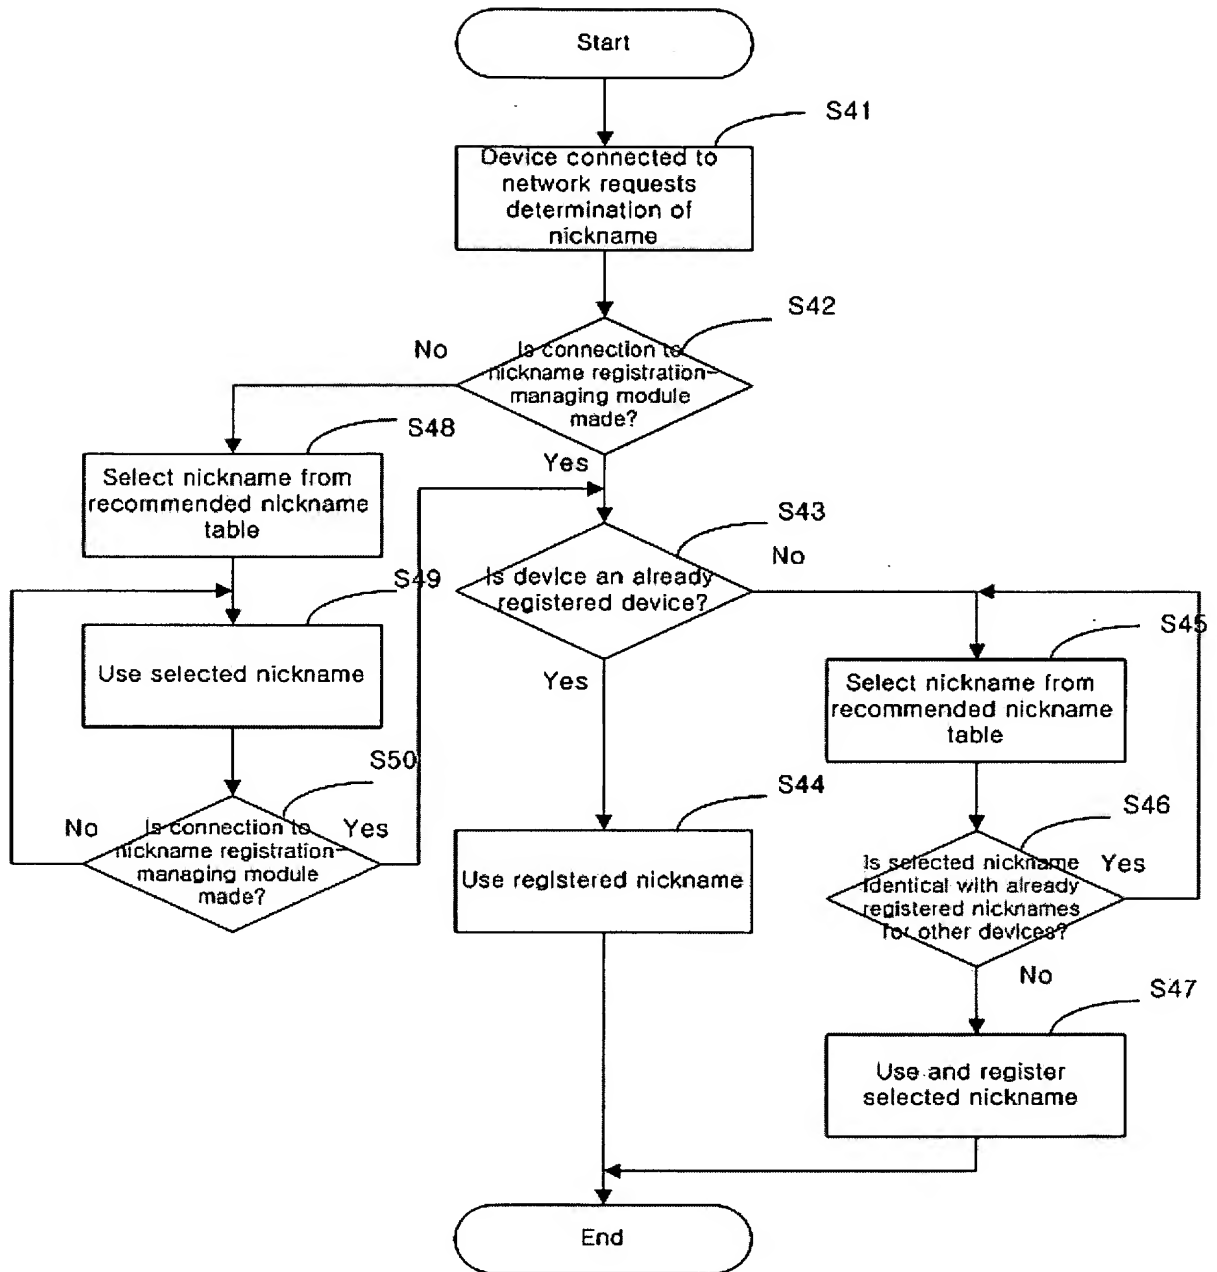 Start
S41
Device connected to
network requests
determination of
nickname
S42
Is connection to
nickname registration-
managing module
made?
No
Yes
S48
Select nickname from
recommended nickname
table
S43
Is device an already
registered device?
No
Yes
S49
Use selected nickname
S45
Select nickname from
recommended nickname
table
S50
Is connection to
nickname registration-
managing module
made?
No
Yes
S44
Use registered nickname
S46
Is selected nickname
identical with already
registered nicknames
for other devices?
Yes
No
S47
Use and register
selected nickname
End